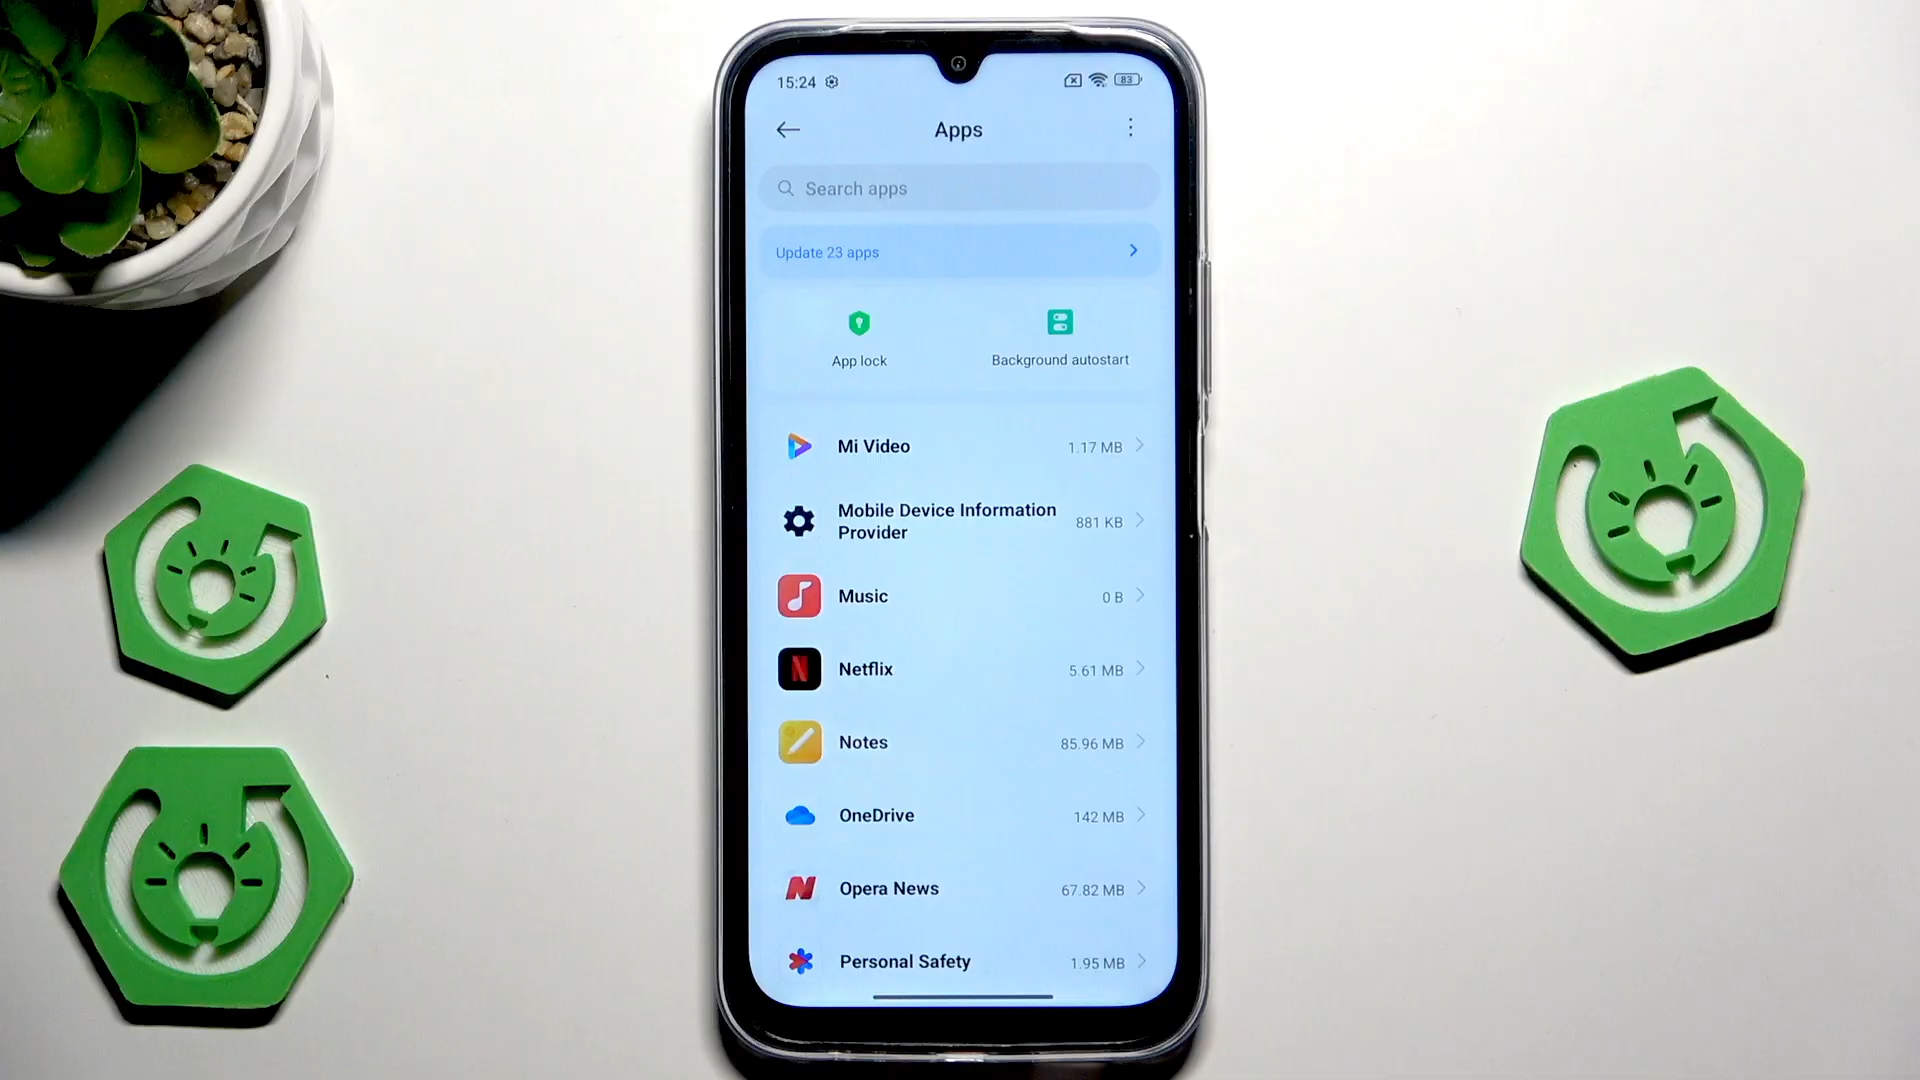 15:24
83
Apps
Search apps
Update 23 apps
App lock
Background autostart
Mi Video
1.17 MB
Mobile Device Information
Provider
881 KB
Music
0 B
Netflix
5.61 MB
Notes
85.96 MB
OneDrive
142 MB
Opera News
67.82 MB
Personal Safety
1.95 MB